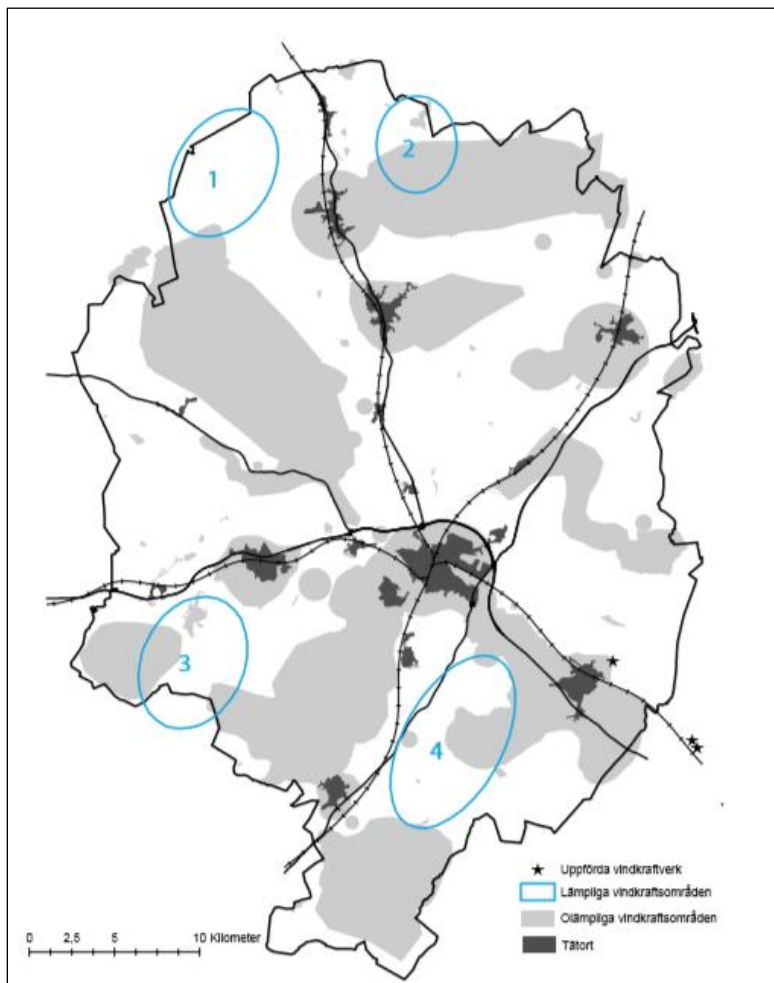 1
2
3
4
Uppförda vindkraftverk
Lämpliga vindkraftsområden
Olämpliga vindkraftsområden
Tätort
0 2,5 5 10 Kilometer